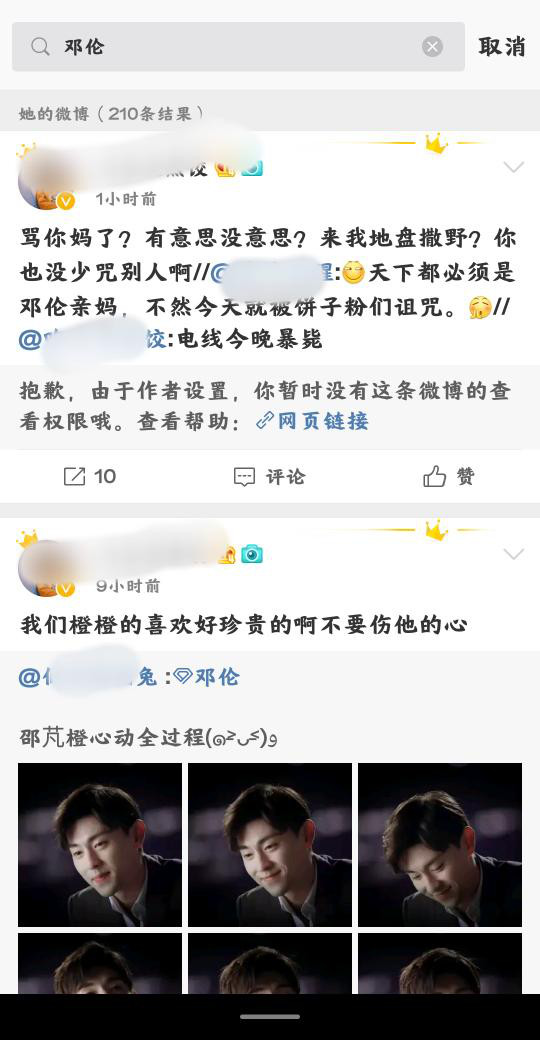 邓伦
取消
她的微博（210条结果）
饺
1小时前
骂你妈了？有意思没意思？来我地盘撒野？你
也没少咒别人啊//@ 醒:天下都必须是
邓伦亲妈，不然今天就被饼子粉们诅咒。//
@ 饺:电线今晚暴毙
抱歉，由于作者设置，你暂时没有这条微博的查
看权限哦。查看帮助：网页链接
10
评论
赞
9小时前
我们橙橙的喜欢好珍贵的啊不要伤他的心
@ 兔 :邓伦
邵芃橙心动全过程(๑˃̵ᴗ˂̵)و